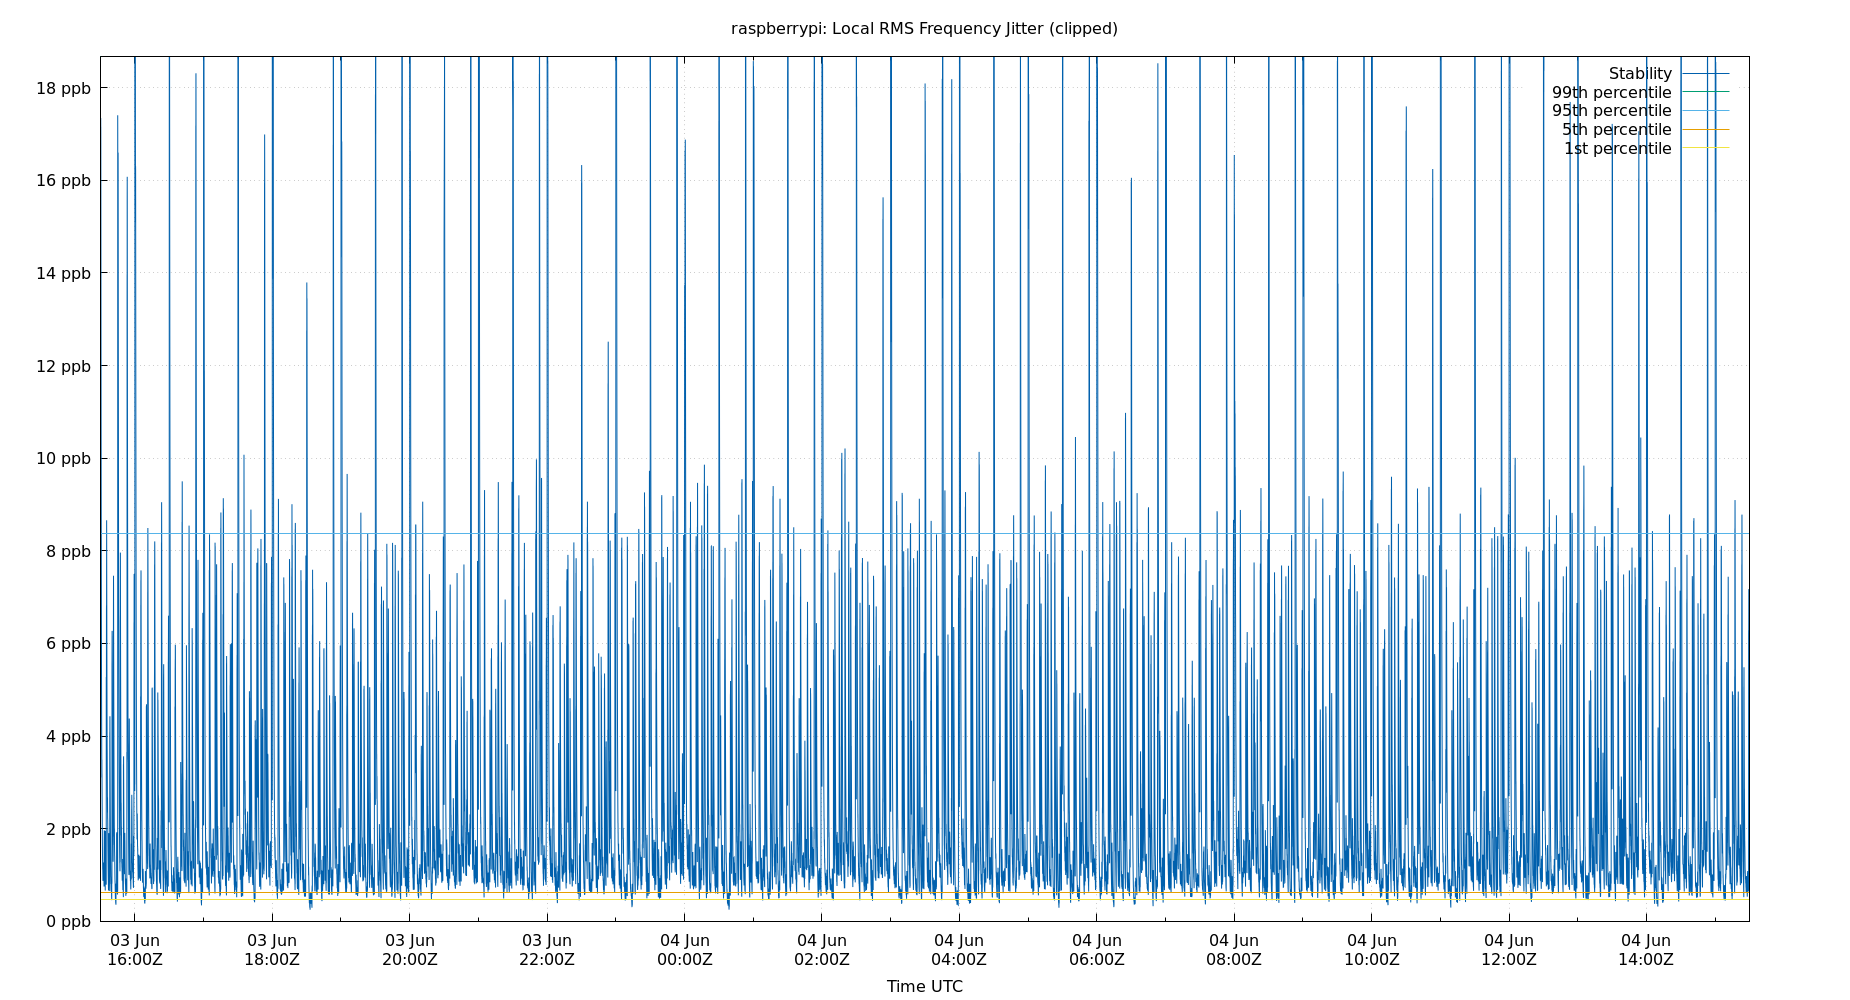 raspberrypi: Local RMS Frequency Jitter (clipped)
Stability
99th percentile
95th percentile
5th percentile
1st percentile
18 ppb
16 ppb
14 ppb
12 ppb
10 ppb
8 ppb
6 ppb
4 ppb
2 ppb
0 ppb
03 Jun 03 Jun 03 Jun 03 Jun 04 Jun 04 Jun 04 Jun 04 Jun 04 Jun 04 Jun 04 Jun 04 Jun
16:00Z 18:00Z 20:00Z 22:00Z 00:00Z 02:00Z 04:00Z 06:00Z 08:00Z 10:00Z 12:00Z 14:00Z
Time UTC